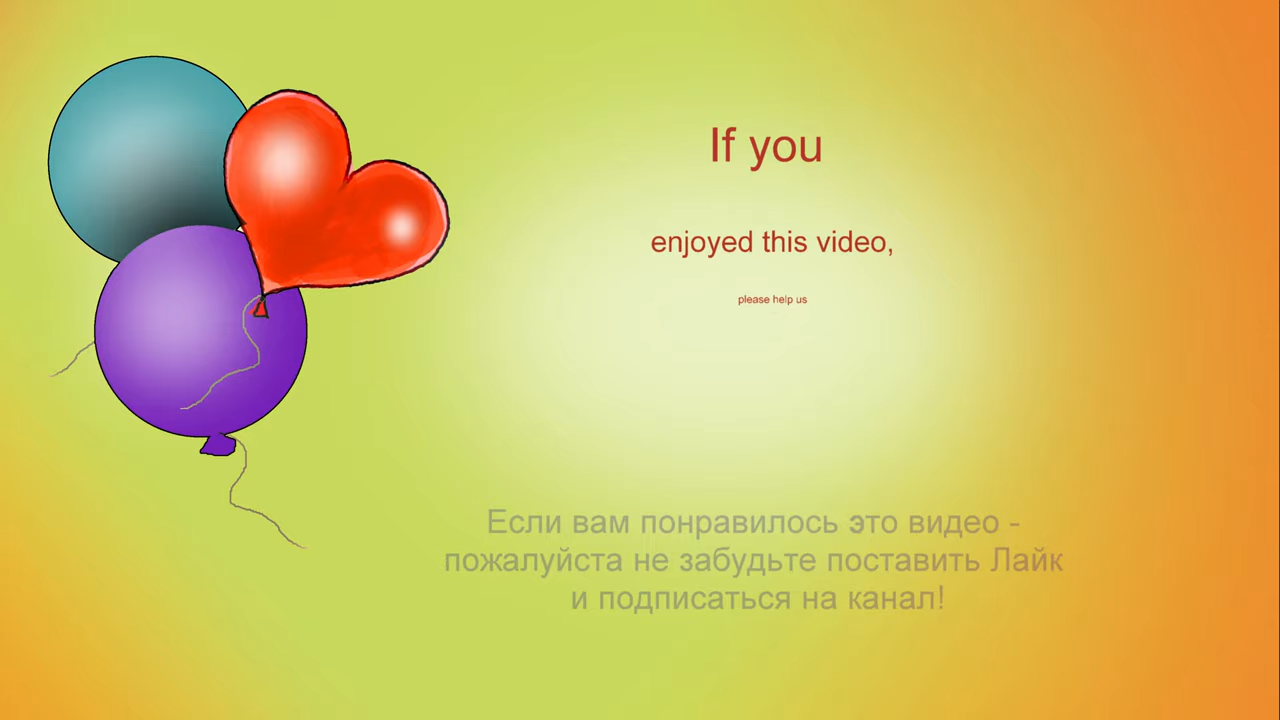 If you
enjoyed this video,
please help us
Если вам понравилось это видео -
пожалуйста не забудьте поставить Лайк
и подписаться на канал!